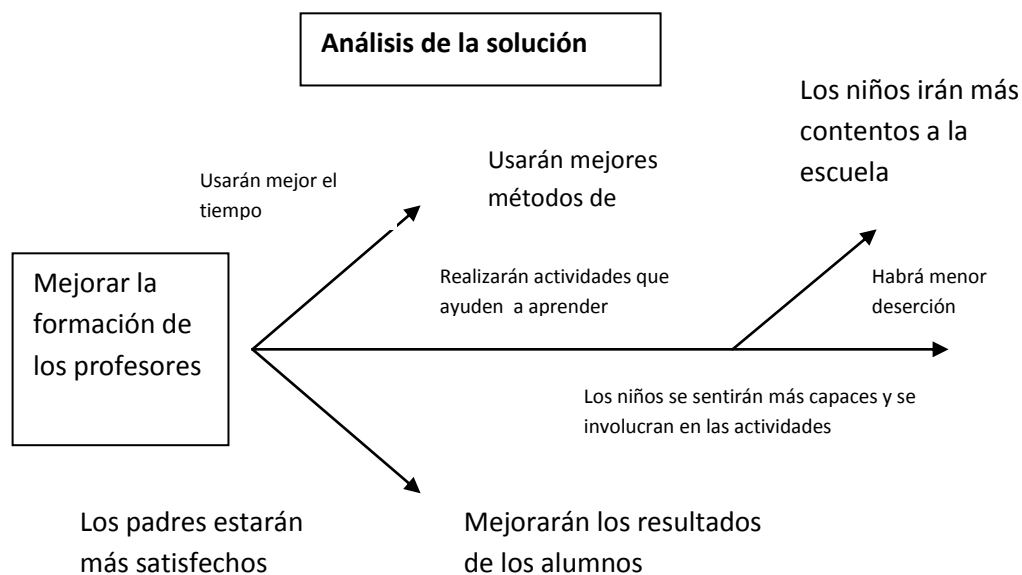 Análisis de la solución
Los niños irán más
contentos a la
escuela
Usarán mejores
métodos de
Usarán mejor el
tiempo
Mejorar la
formación de
los profesores
Realizarán actividades que
ayuden a aprender
Habrá menor
deserción
Los niños se sentirán más capaces y se
involucran en las actividades
Los padres estarán
más satisfechos
Mejorarán los resultados
de los alumnos